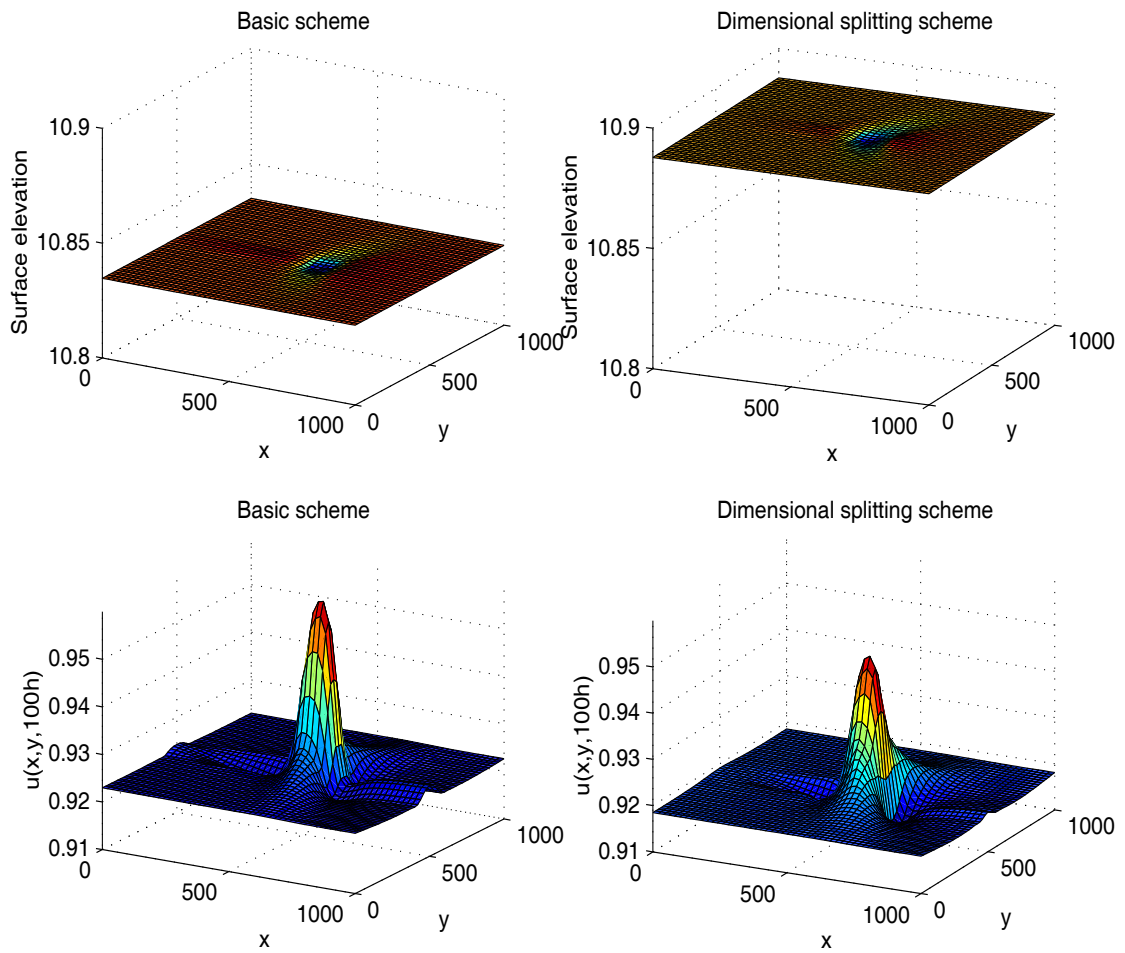 Basic scheme
Surface elevation
10.9
10.85
10.8
0
500
1000
x
0
500
1000
y
Dimensional splitting scheme
Surface elevation
10.9
10.85
10.8
0
500
1000
x
0
500
1000
y
Basic scheme
u(x,y,100h)
0.95
0.94
0.93
0.92
0.91
0
500
1000
x
0
500
1000
y
Dimensional splitting scheme
u(x,y,100h)
0.95
0.94
0.93
0.92
0.91
0
500
1000
x
0
500
1000
y